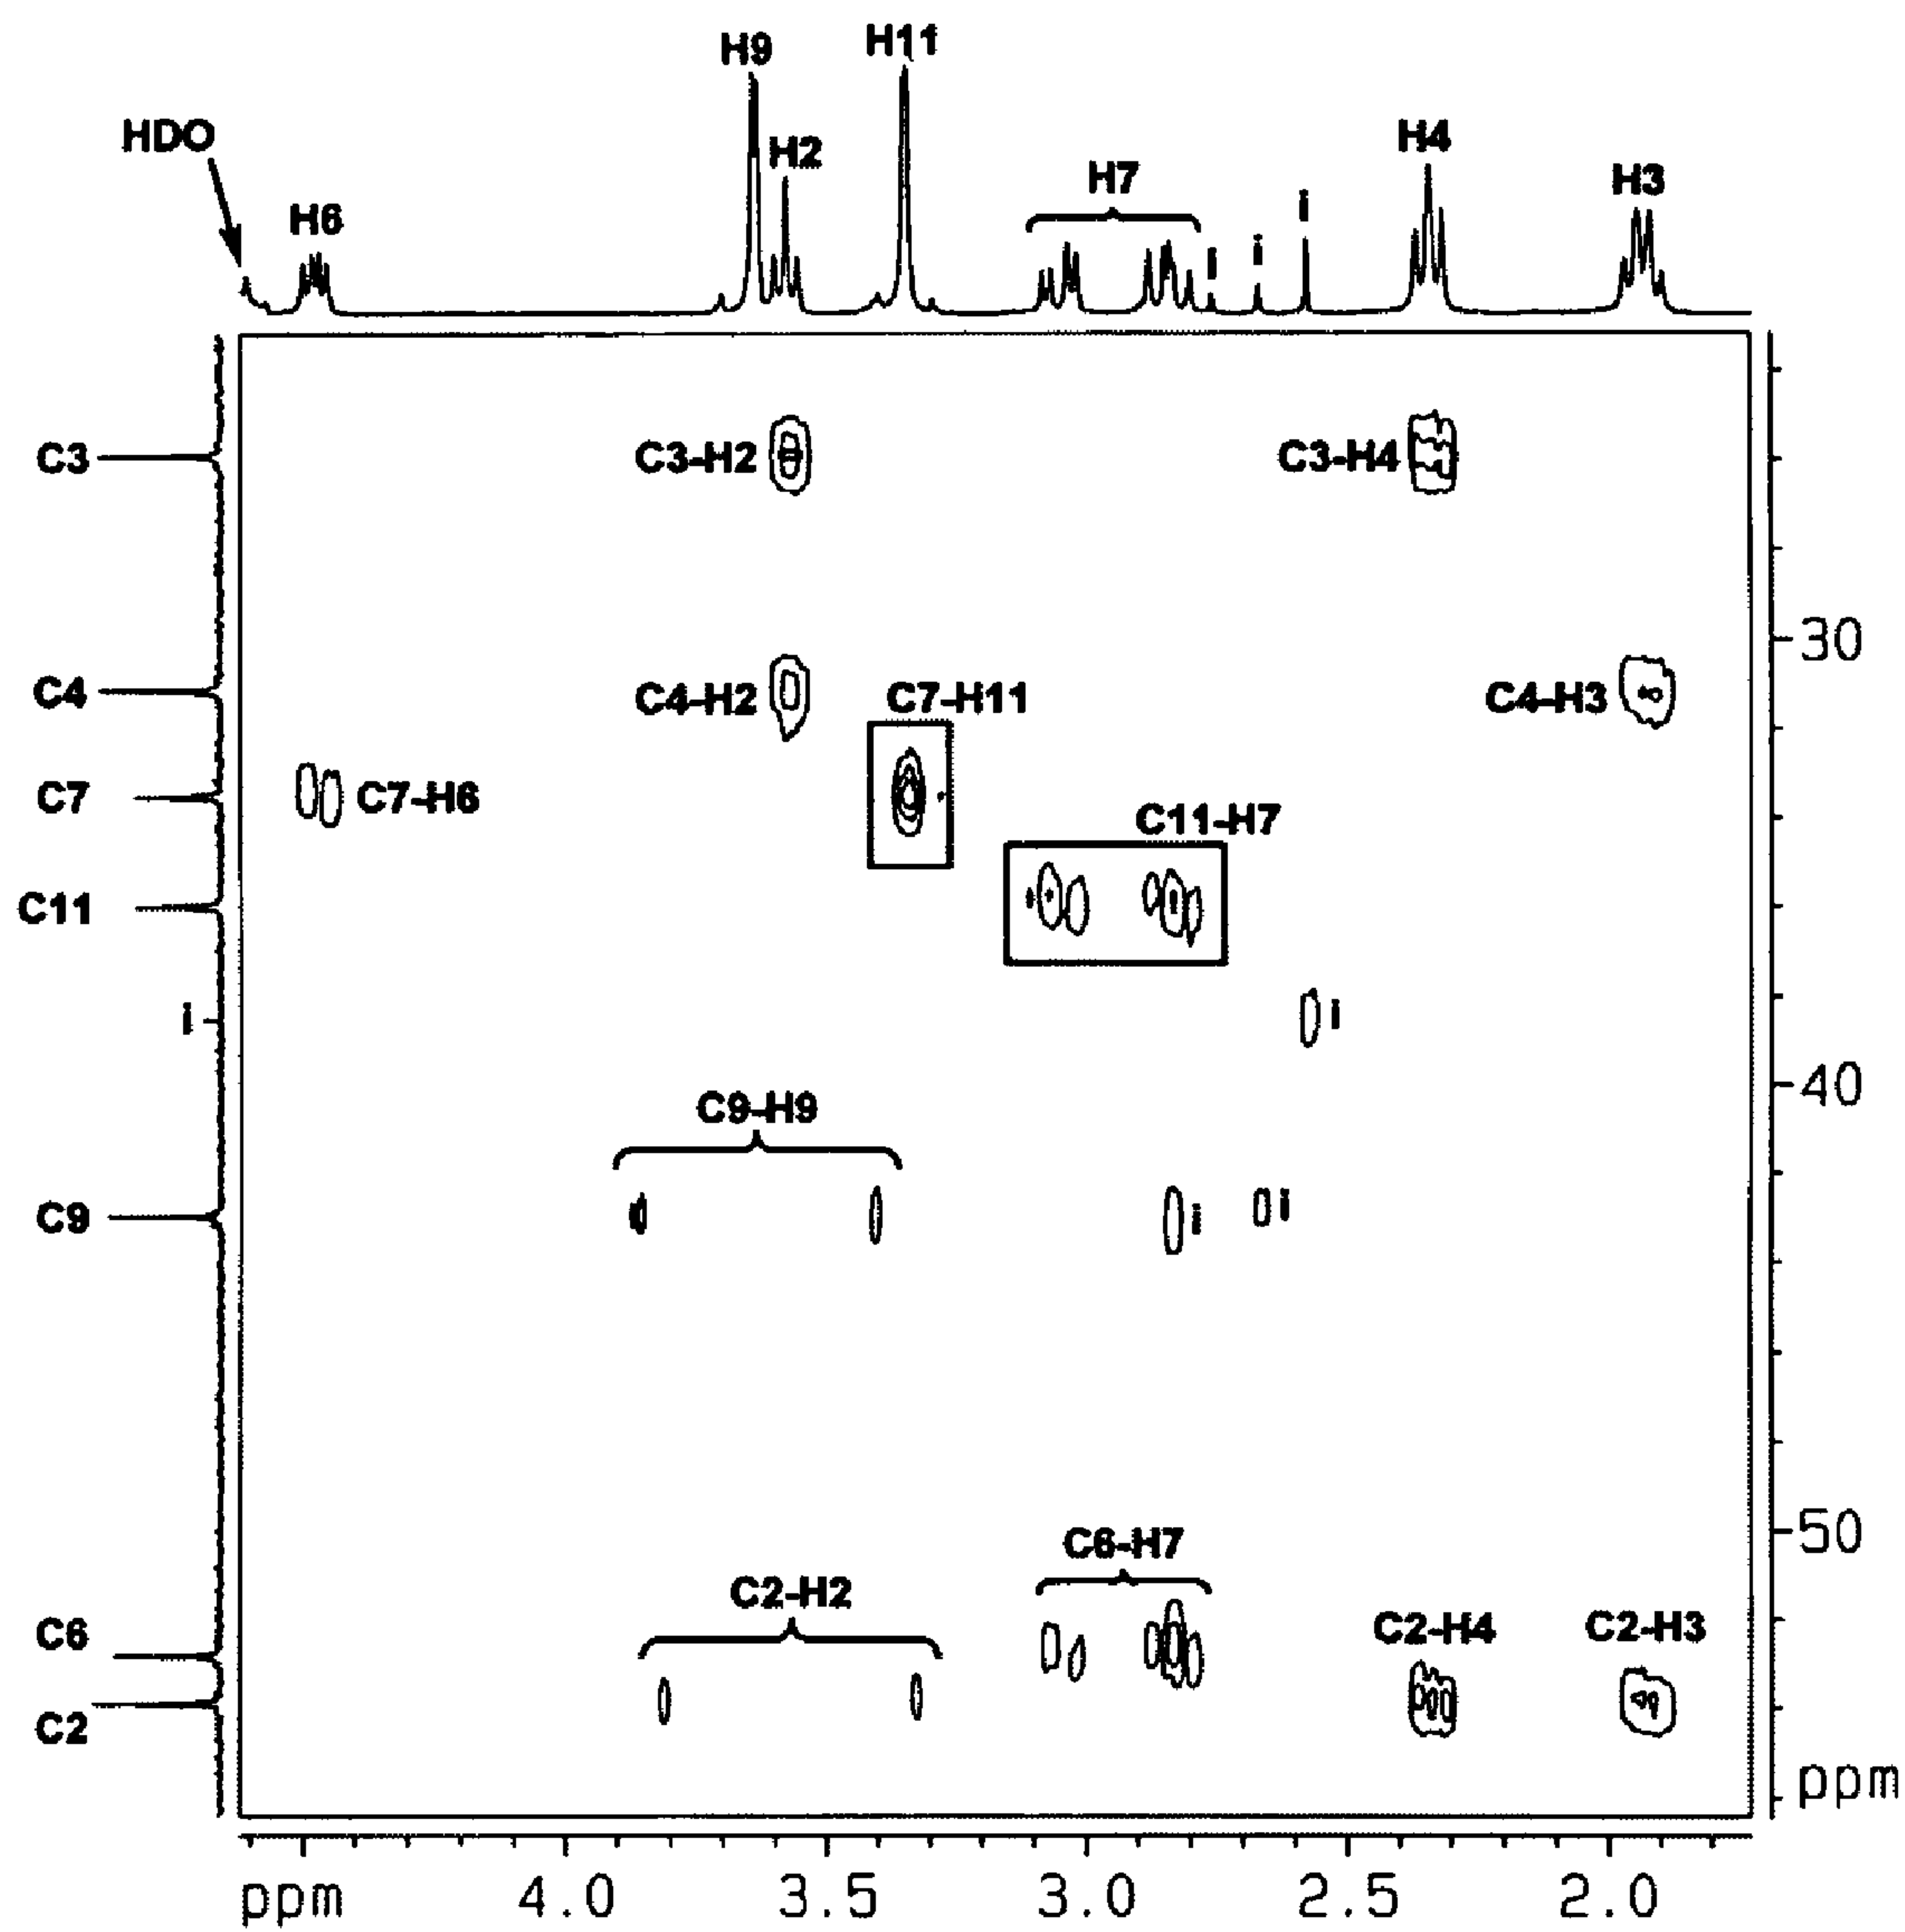 H9
H11
HDO
H2
H4
H7
H3
H6
i
i
i
C3
C3-H2
C3-H4
30
C4
C4-H2
C7-H11
C4-H3
C7
C7-H6
C11-H7
C11
i
i
40
C9-H9
C9
i
i
50
C6-H7
C2-H2
C6
C2-H4
C2-H3
C2
ppm
ppm
4.0
3.5
3.0
2.5
2.0